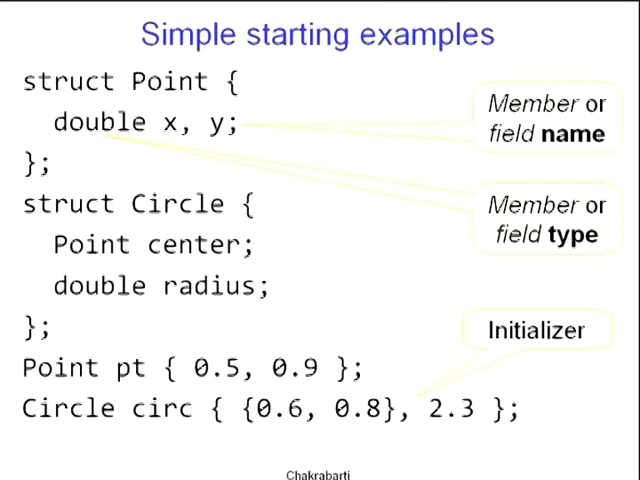 Simple starting examples
struct Point {
double x, y;
};
struct Circle {
Point center;
double radius;
};
Point pt { 0.5, 0.9 };
Circle circ { {0.6, 0.8}, 2.3 };
Member or
field name
Member or
field type
Initializer
Chakrabarti